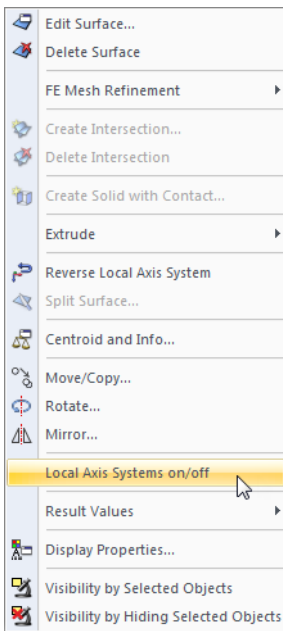 Edit Surface...
Delete Surface
FE Mesh Refinement
Create Intersection...
Delete Intersection
Create Solid with Contact...
Extrude
Reverse Local Axis System
Split Surface...
Centroid and Info...
Move/Copy...
Rotate...
Mirror...
Local Axis Systems on/off
Result Values
Display Properties...
Visibility by Selected Objects
Visibility by Hiding Selected Objects